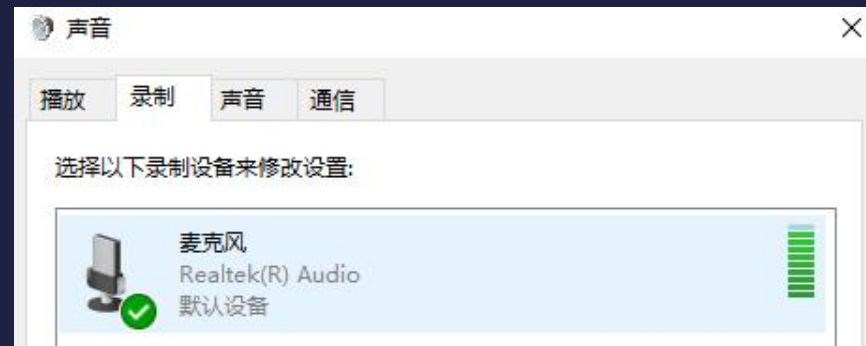 声音
播放 录制 声音 通信
选择以下录制设备来修改设置:
麦克风
Realtek(R) Audio
默认设备